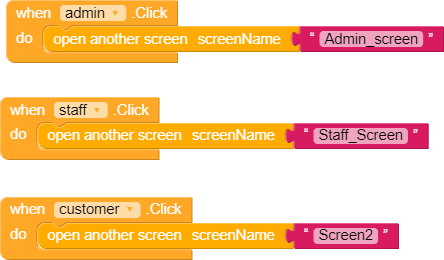 when admin .Click
do open another screen screenName " Admin_screen "
when staff .Click
do open another screen screenName " Staff_Screen "
when customer .Click
do open another screen screenName " Screen2 "